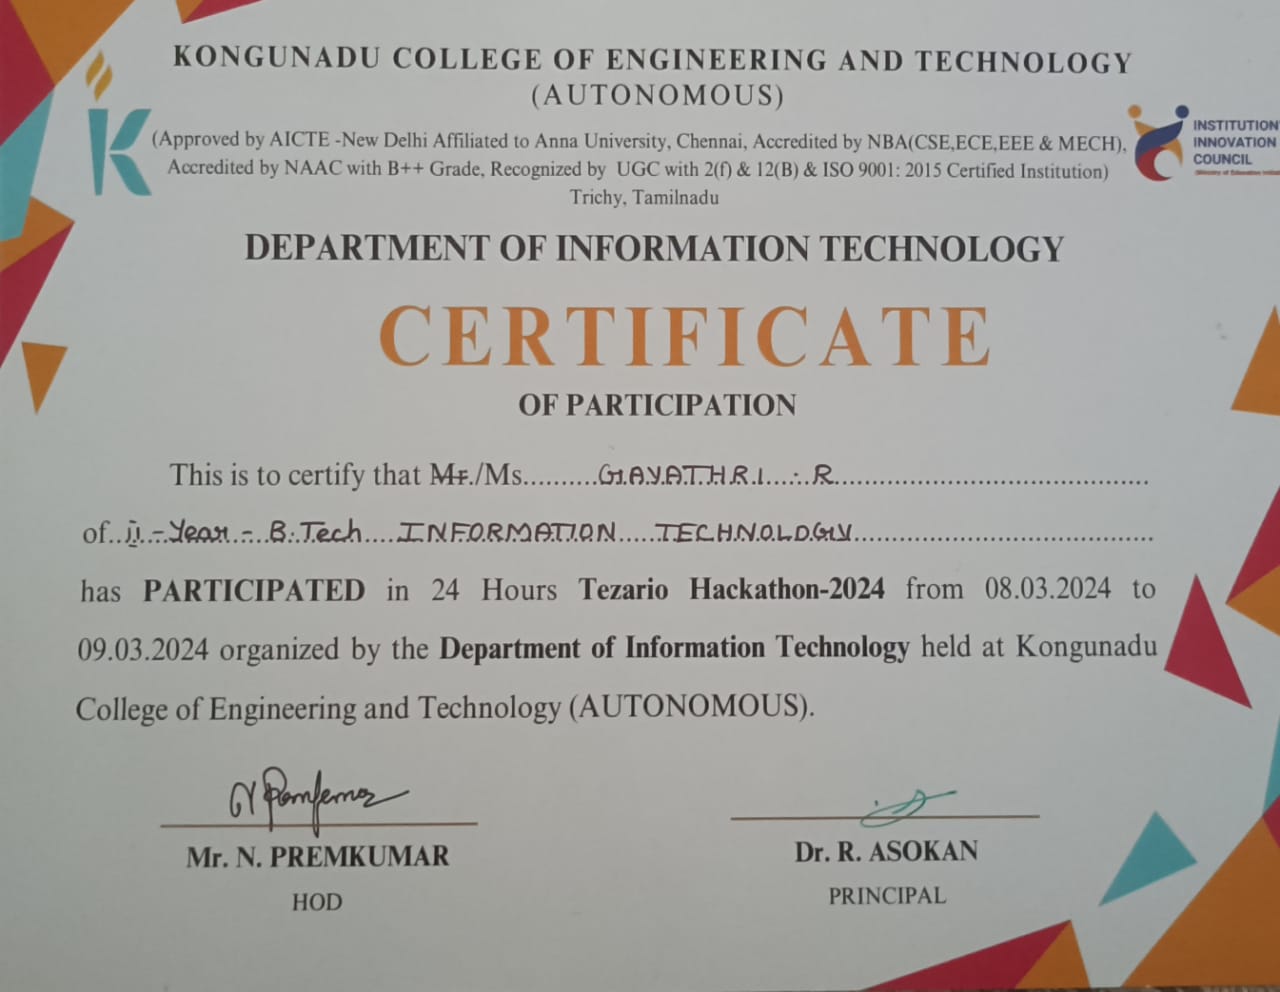 KONGUNADU COLLEGE OF ENGINEERING AND TECHNOLOGY
(AUTONOMOUS)
(Approved by AICTE -New Delhi Affiliated to Anna University, Chennai, Accredited by NBA(CSE,ECE,EEE & MECH),
Accredited by NAAC with B++ Grade, Recognized by UGC with 2(f) & 12(B) & ISO 9001: 2015 Certified Institution)
Trichy, Tamilnadu
INSTITUTION'
INNOVATION
COUNCIL
(Ministry of Education
DEPARTMENT OF INFORMATION TECHNOLOGY
CERTIFICATE
OF PARTICIPATION
This is to certify that Mr./Ms. GAYATHRI . R
of II - Year - B.Tech INFORMATION TECHNOLOGY
has PARTICIPATED in 24 Hours Tezario Hackathon-2024 from 08.03.2024 to
09.03.2024 organized by the Department of Information Technology held at Kongunadu
College of Engineering and Technology (AUTONOMOUS).
Mr. N. PREMKUMAR
HOD
Dr. R. ASOKAN
PRINCIPAL